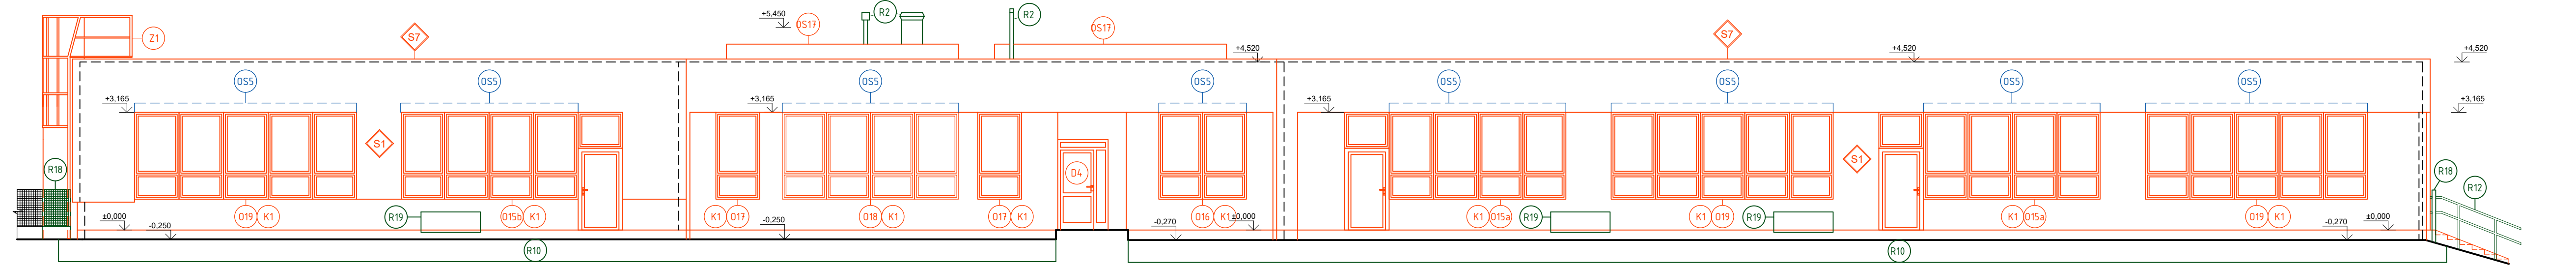 R2
R2
+5,450
OS17
OS17
Z1
S7
S7
+4,520
+4,520
+4,520
OS5
OS5
OS5
OS5
OS5
OS5
OS5
OS5
+3,165
+3,165
+3,165
+3,165
S1
S1
R18
D4
R18
R12
±0,000
-0,250
O19 K1
R19
O15b K1
K1 O17
-0,250
O18 K1
O17 K1
-0,270
O16 K1
±0,000
K1 O15a
R19
K1 O19
R19
K1 O15a
O19 K1
-0,270
±0,000
R10
R10